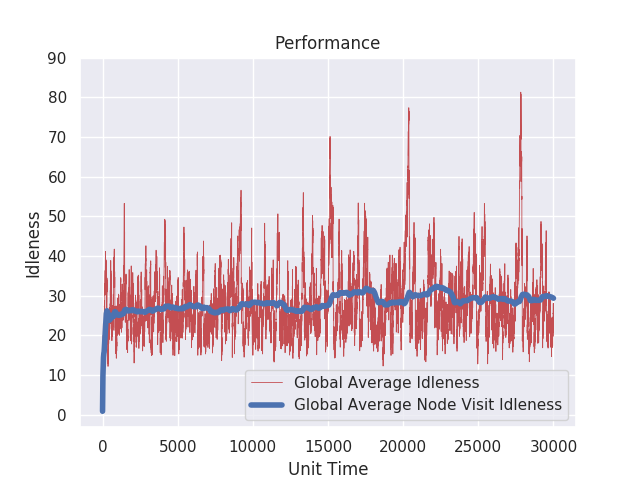 Performance
90
80
70
60
50
40
30
20
10
0
Idleness
Global Average Idleness
Global Average Node Visit Idleness
0 5000 10000 15000 20000 25000 30000
Unit Time